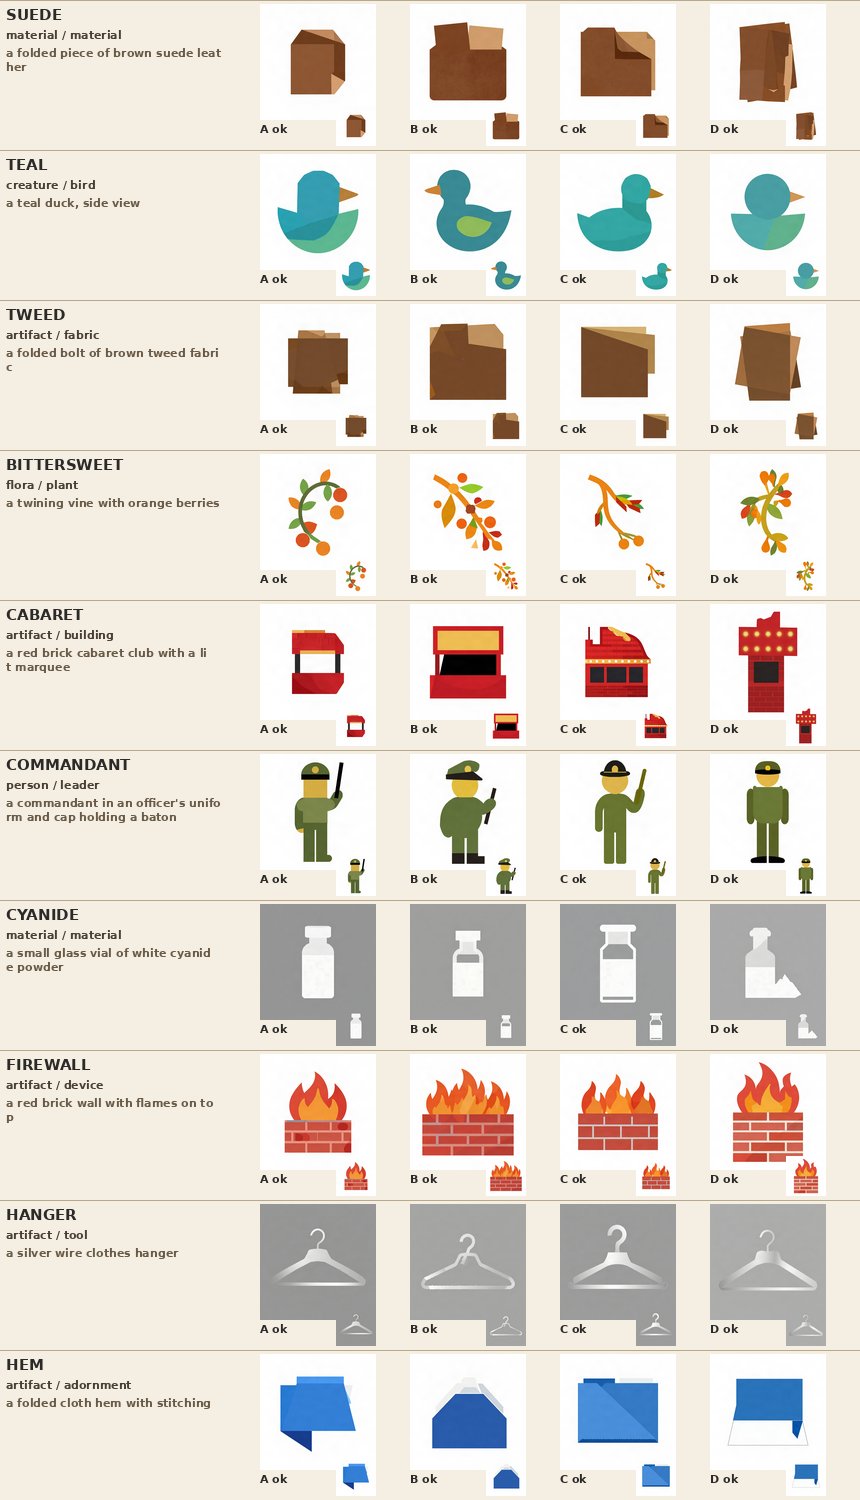 SUEDE
material / material
a folded piece of brown suede leat
her
A ok
B ok
C ok
D ok
TEAL
creature / bird
a teal duck, side view
A ok
B ok
C ok
D ok
TWEED
artifact / fabric
a folded bolt of brown tweed fabri
c
A ok
B ok
C ok
D ok
BITTERSWEET
flora / plant
a twining vine with orange berries
A ok
B ok
C ok
D ok
CABARET
artifact / building
a red brick cabaret club with a li
t marquee
A ok
B ok
C ok
D ok
COMMANDANT
person / leader
a commandant in an officer's unifo
rm and cap holding a baton
A ok
B ok
C ok
D ok
CYANIDE
material / material
a small glass vial of white cyanid
e powder
A ok
B ok
C ok
D ok
FIREWALL
artifact / device
a red brick wall with flames on to
p
A ok
B ok
C ok
D ok
HANGER
artifact / tool
a silver wire clothes hanger
A ok
B ok
C ok
D ok
HEM
artifact / adornment
a folded cloth hem with stitching
A ok
B ok
C ok
D ok